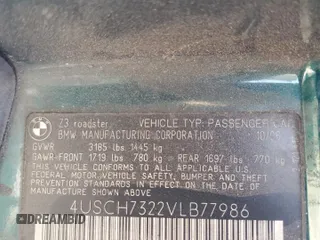 Z3 roadster VEHICLE TYP: PASSENGER CAR
BMW MANUFACTURING CORPORATION
GVWR 3185 lbs 1445 kg
GAWR-FRONT 1719 lbs 780 kg REAR 1697 lbs 770 kg
THIS VEHICLE CONFORMS TO ALL APPLICABLE U.S.
FEDERAL MOTOR VEHICLE SAFETY, BUMPER AND THEFT
PREVENTION STANDARDS IN EFFECT ON THE DATE OF
MANUFACTURE SHOWN ABOVE
4USCH7322VLB77986
© DRIVEBIDRIDE